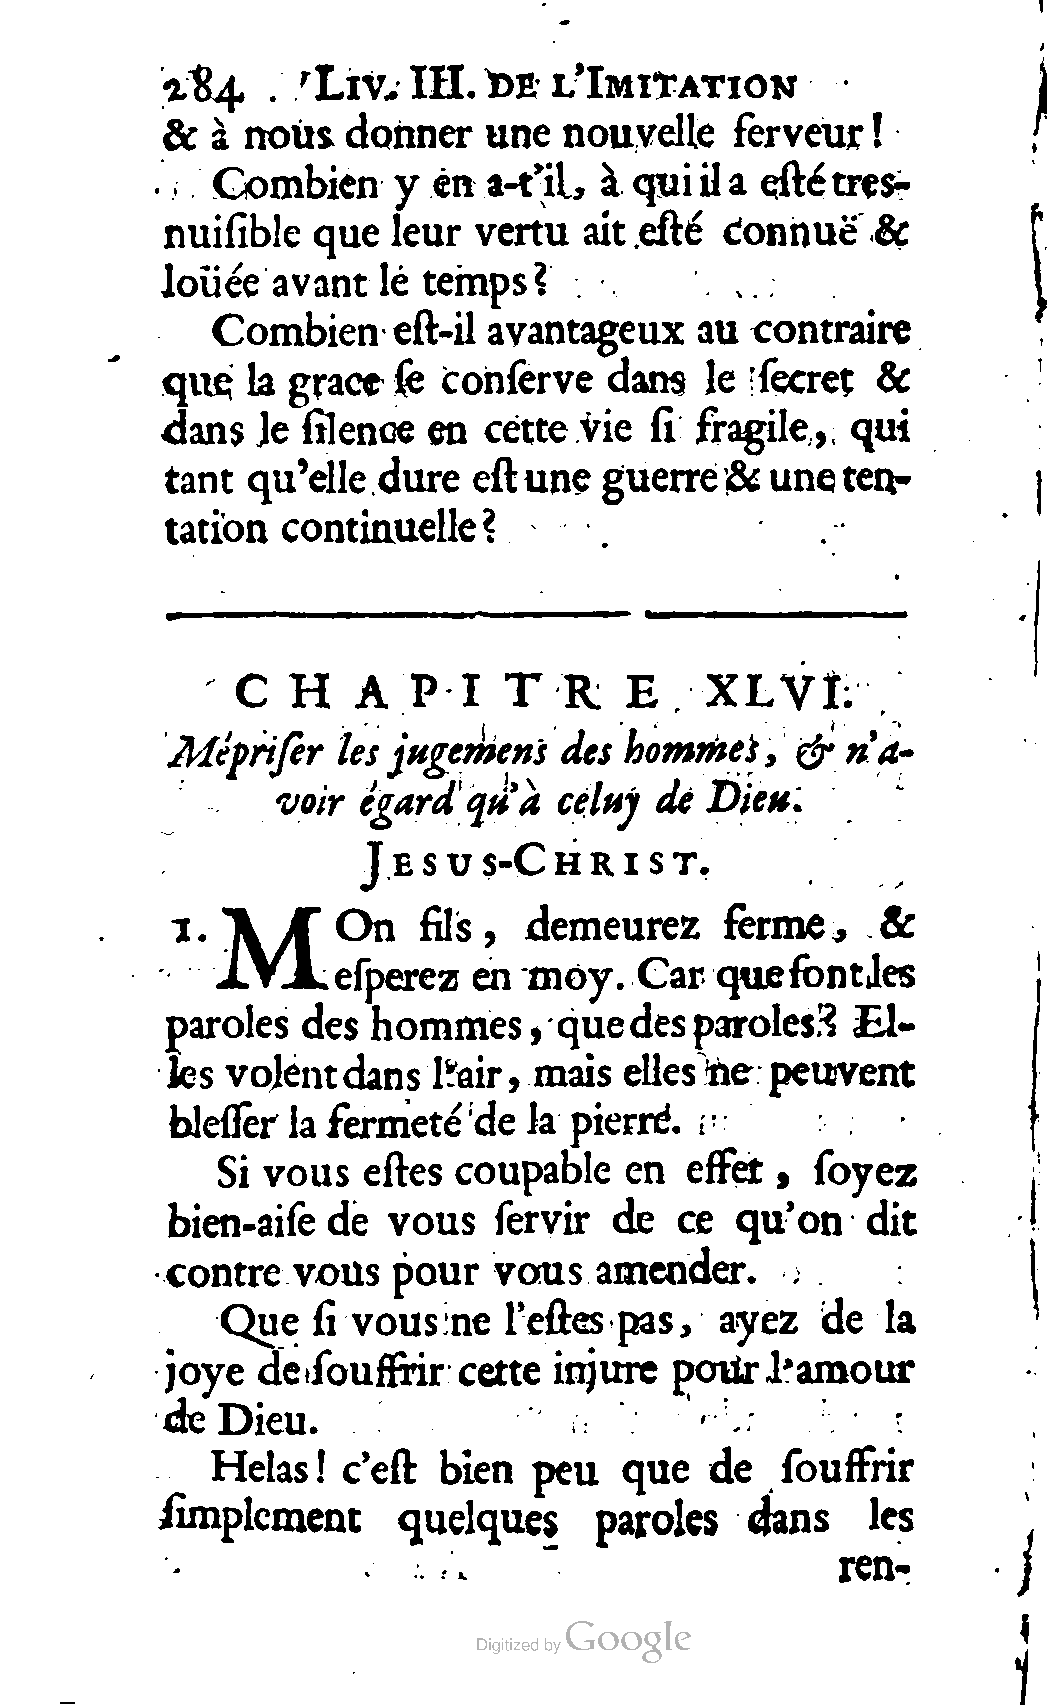 284 LIV. III. DE L'IMITATION
& à nous donner une nouvelle ferveur !
Combien y en a-t'il, à qui il a eſté tres-
nuiſible que leur vertu ait eſté connuë &
loüée avant le temps ?
Combien eſt-il avantageux au contraire
que la grace ſe conſerve dans le ſecret &
dans le ſilence en cette vie ſi fragile, qui
tant qu'elle dure eſt une guerre & une ten-
tation continuelle ?
CHAPITRE XLVI.
Mépriſer les jugemens des hommes, & n'a-
voir égard qu'à celuy de Dieu.
JESUS-CHRIST.
1. MOn fils, demeurez ferme, &
eſperez en moy. Car que ſont les
paroles des hommes, que des paroles ? El-
les volent dans l'air, mais elles ne peuvent
bleſſer la fermeté de la pierre.
Si vous eſtes coupable en effet, ſoyez
bien-aiſe de vous ſervir de ce qu'on dit
contre vous pour vous amender.
Que ſi vous ne l'eſtes pas, ayez de la
joye de ſouffrir cette injure pour l'amour
de Dieu.
Helas ! c'eſt bien peu que de ſouffrir
ſimplement quelques paroles dans les
ren-
Digitized by Google